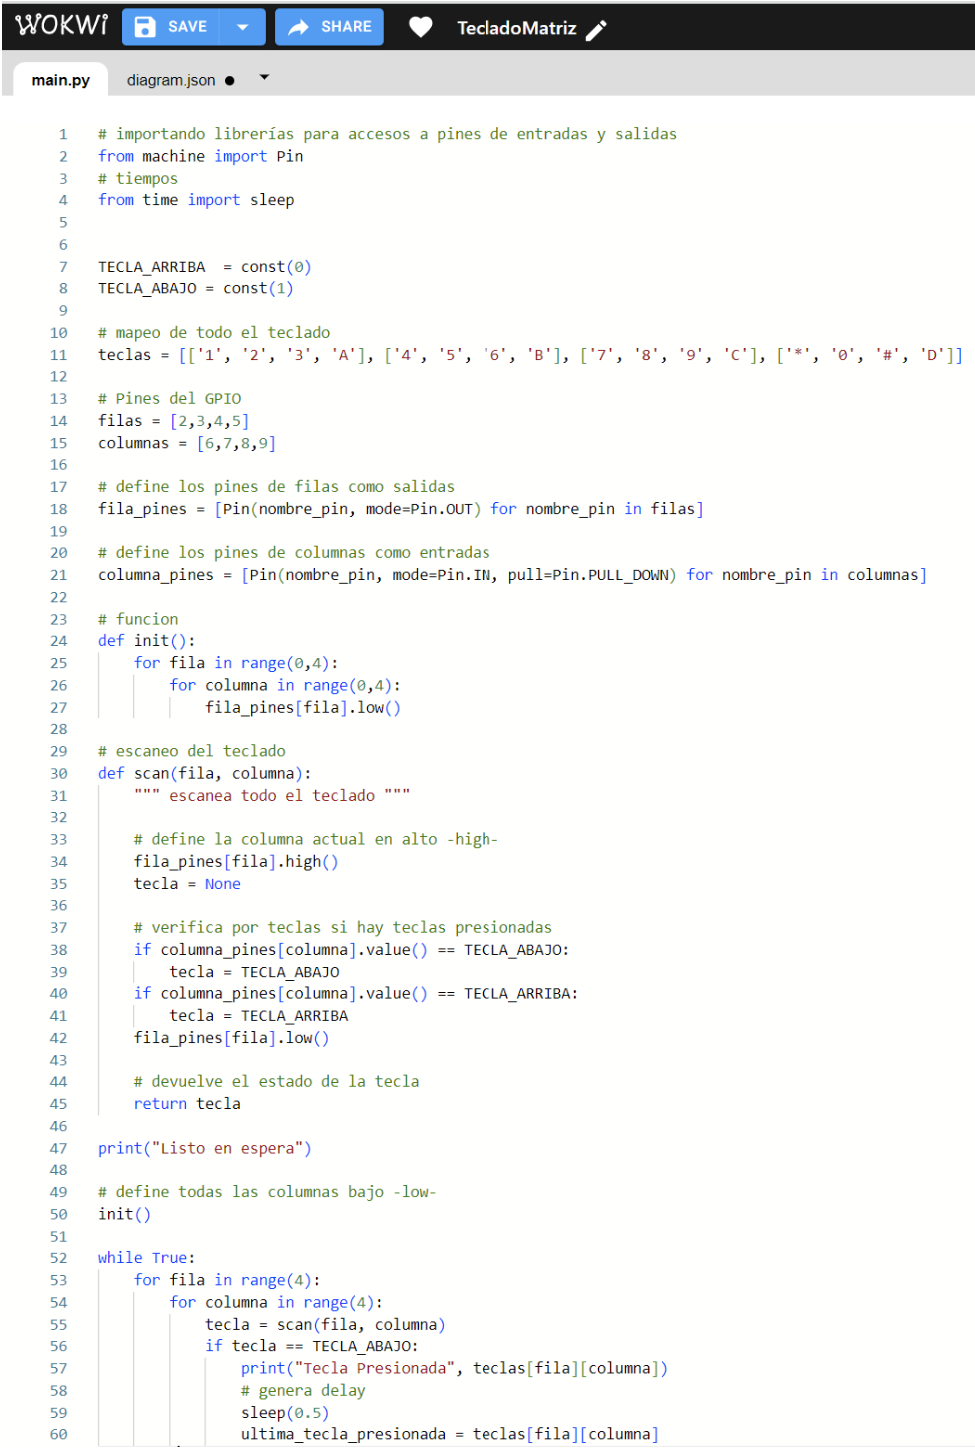 WOKWI SAVE SHARE TecladoMatriz
main.py diagram.json
1 # importando librerías para accesos a pines de entradas y salidas
2 from machine import Pin
3 # tiempos
4 from time import sleep
5
6
7 TECLA_ARRIBA  = const(0)
8 TECLA_ABAJO = const(1)
9
10 # mapeo de todo el teclado
11 teclas = [['1', '2', '3', 'A'], ['4', '5', '6', 'B'], ['7', '8', '9', 'C'], ['*', '0', '#', 'D']]
12
13 # Pines del GPIO
14 filas = [2,3,4,5]
15 columnas = [6,7,8,9]
16
17 # define los pines de filas como salidas
18 fila_pines = [Pin(nombre_pin, mode=Pin.OUT) for nombre_pin in filas]
19
20 # define los pines de columnas como entradas
21 columna_pines = [Pin(nombre_pin, mode=Pin.IN, pull=Pin.PULL_DOWN) for nombre_pin in columnas]
22
23 # funcion
24 def init():
25     for fila in range(0,4):
26         for columna in range(0,4):
27             fila_pines[fila].low()
28
29 # escaneo del teclado
30 def scan(fila, columna):
31     """ escanea todo el teclado """
32
33     # define la columna actual en alto -high-
34     fila_pines[fila].high()
35     tecla = None
36
37     # verifica por teclas si hay teclas presionadas
38     if columna_pines[columna].value() == TECLA_ABAJO:
39         tecla = TECLA_ABAJO
40     if columna_pines[columna].value() == TECLA_ARRIBA:
41         tecla = TECLA_ARRIBA
42     fila_pines[fila].low()
43
44     # devuelve el estado de la tecla
45     return tecla
46
47 print("Listo en espera")
48
49 # define todas las columnas bajo -low-
50 init()
51
52 while True:
53     for fila in range(4):
54         for columna in range(4):
55             tecla = scan(fila, columna)
56             if tecla == TECLA_ABAJO:
57                 print("Tecla Presionada", teclas[fila][columna])
58                 # genera delay
59                 sleep(0.5)
60                 ultima_tecla_presionada = teclas[fila][columna]